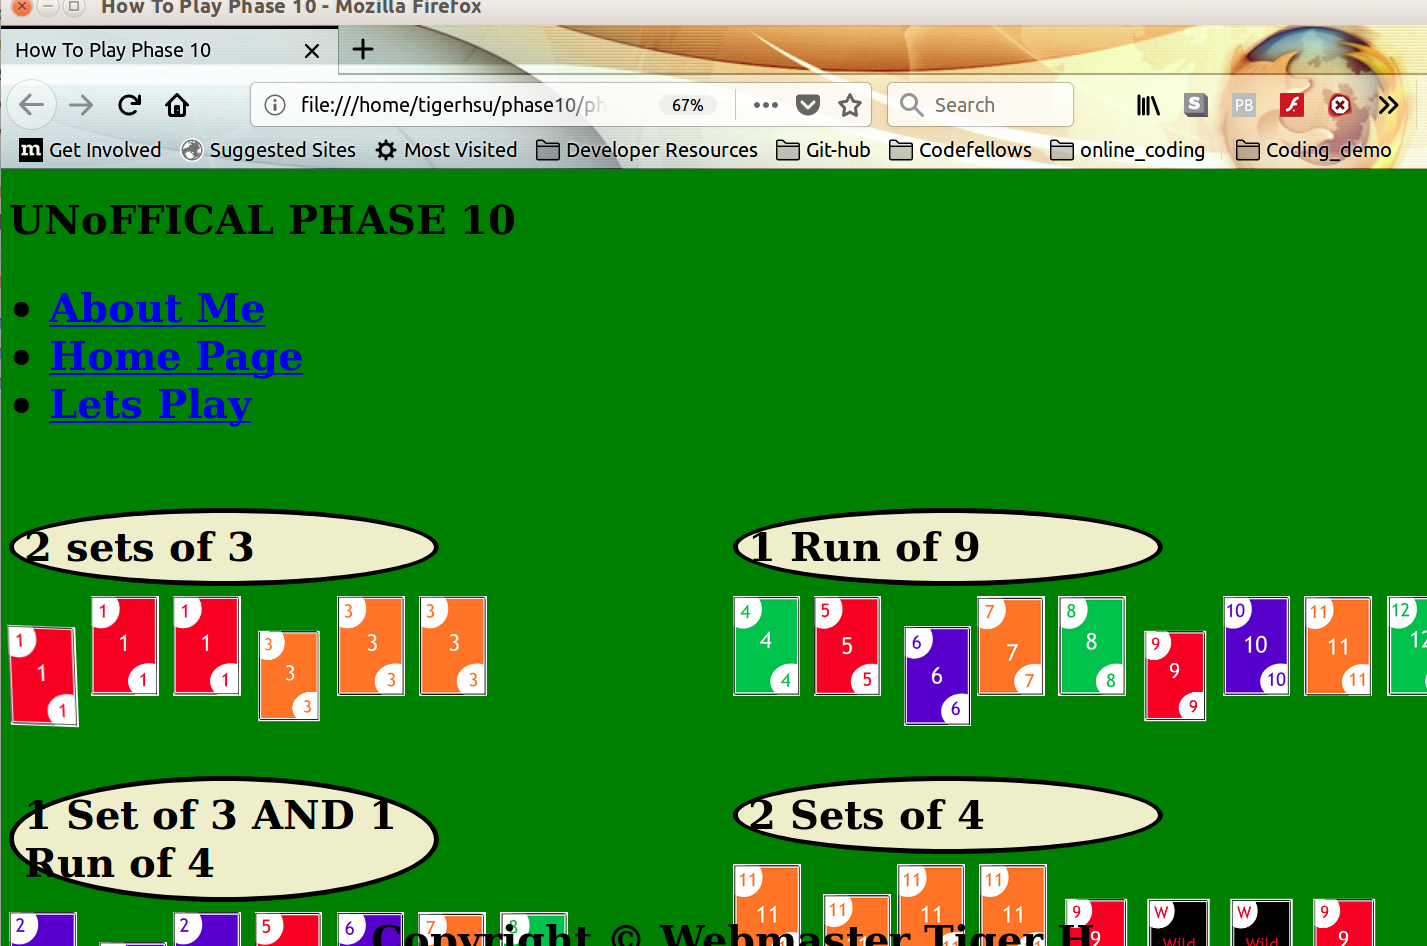 How To Play Phase 10 - Mozilla Firefox
How To Play Phase 10
file:///home/tigerhsu/phase10/ph
67%
Search
S
PB
m Get Involved
Suggested Sites
Most Visited
Developer Resources
Git-hub
Codefellows
online_coding
Coding_demo
UNoFFICAL PHASE 10
• About Me
• Home Page
• Lets Play
2 sets of 3
1 Run of 9
1 1 1
1 1 1
1 1 1
3 3 3
3 3 3
3 3 3
4 4 4
5 5 5
6 6 6
7 7 7
8 8 8
9 9 9
10 10 10
11 11 11
12 12
1 Set of 3 AND 1
Run of 4
2 Sets of 4
2
2
5
6
7
8
11 11
11 11
11 11
11 11
9 9
W Wild
W Wild
9 9
Copyright © Webmaster Tiger H